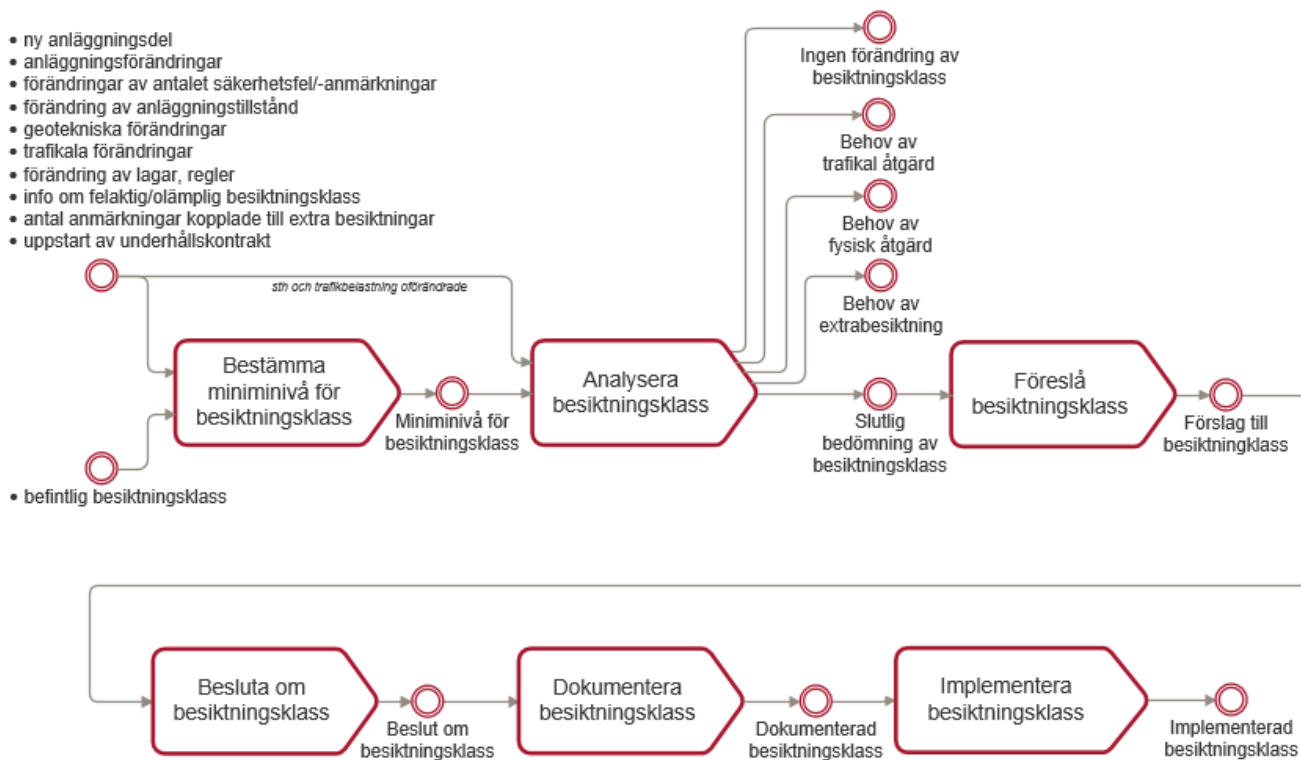 • ny anläggningsdel
• anläggningsförändringar
• förändringar av antalet säkerhetsfel/-anmärkningar
• förändring av anläggningstillstånd
• geotekniska förändringar
• trafikala förändringar
• förändring av lagar, regler
• info om felaktig/olämplig besiktningsklass
• antal anmärkningar kopplade till extra besiktningar
• uppstart av underhållskontrakt
Ingen förändring av
besiktningsklass
Behov av
trafikal åtgärd
Behov av
fysisk åtgärd
Behov av
extrabesiktning
sth och trafikbelastning oförändrade
Bestämma
miniminivå för
besiktningsklass
Miniminivå för
besiktningsklass
Analysera
besiktningsklass
Slutlig
bedömning av
besiktningsklass
Föreslå
besiktningsklass
Förslag till
besiktningklass
• befintlig besiktningsklass
Besluta om
besiktningsklass
Beslut om
besiktningsklass
Dokumentera
besiktningsklass
Dokumenterad
besiktningsklass
Implementera
besiktningsklass
Implementerad
besiktningsklass